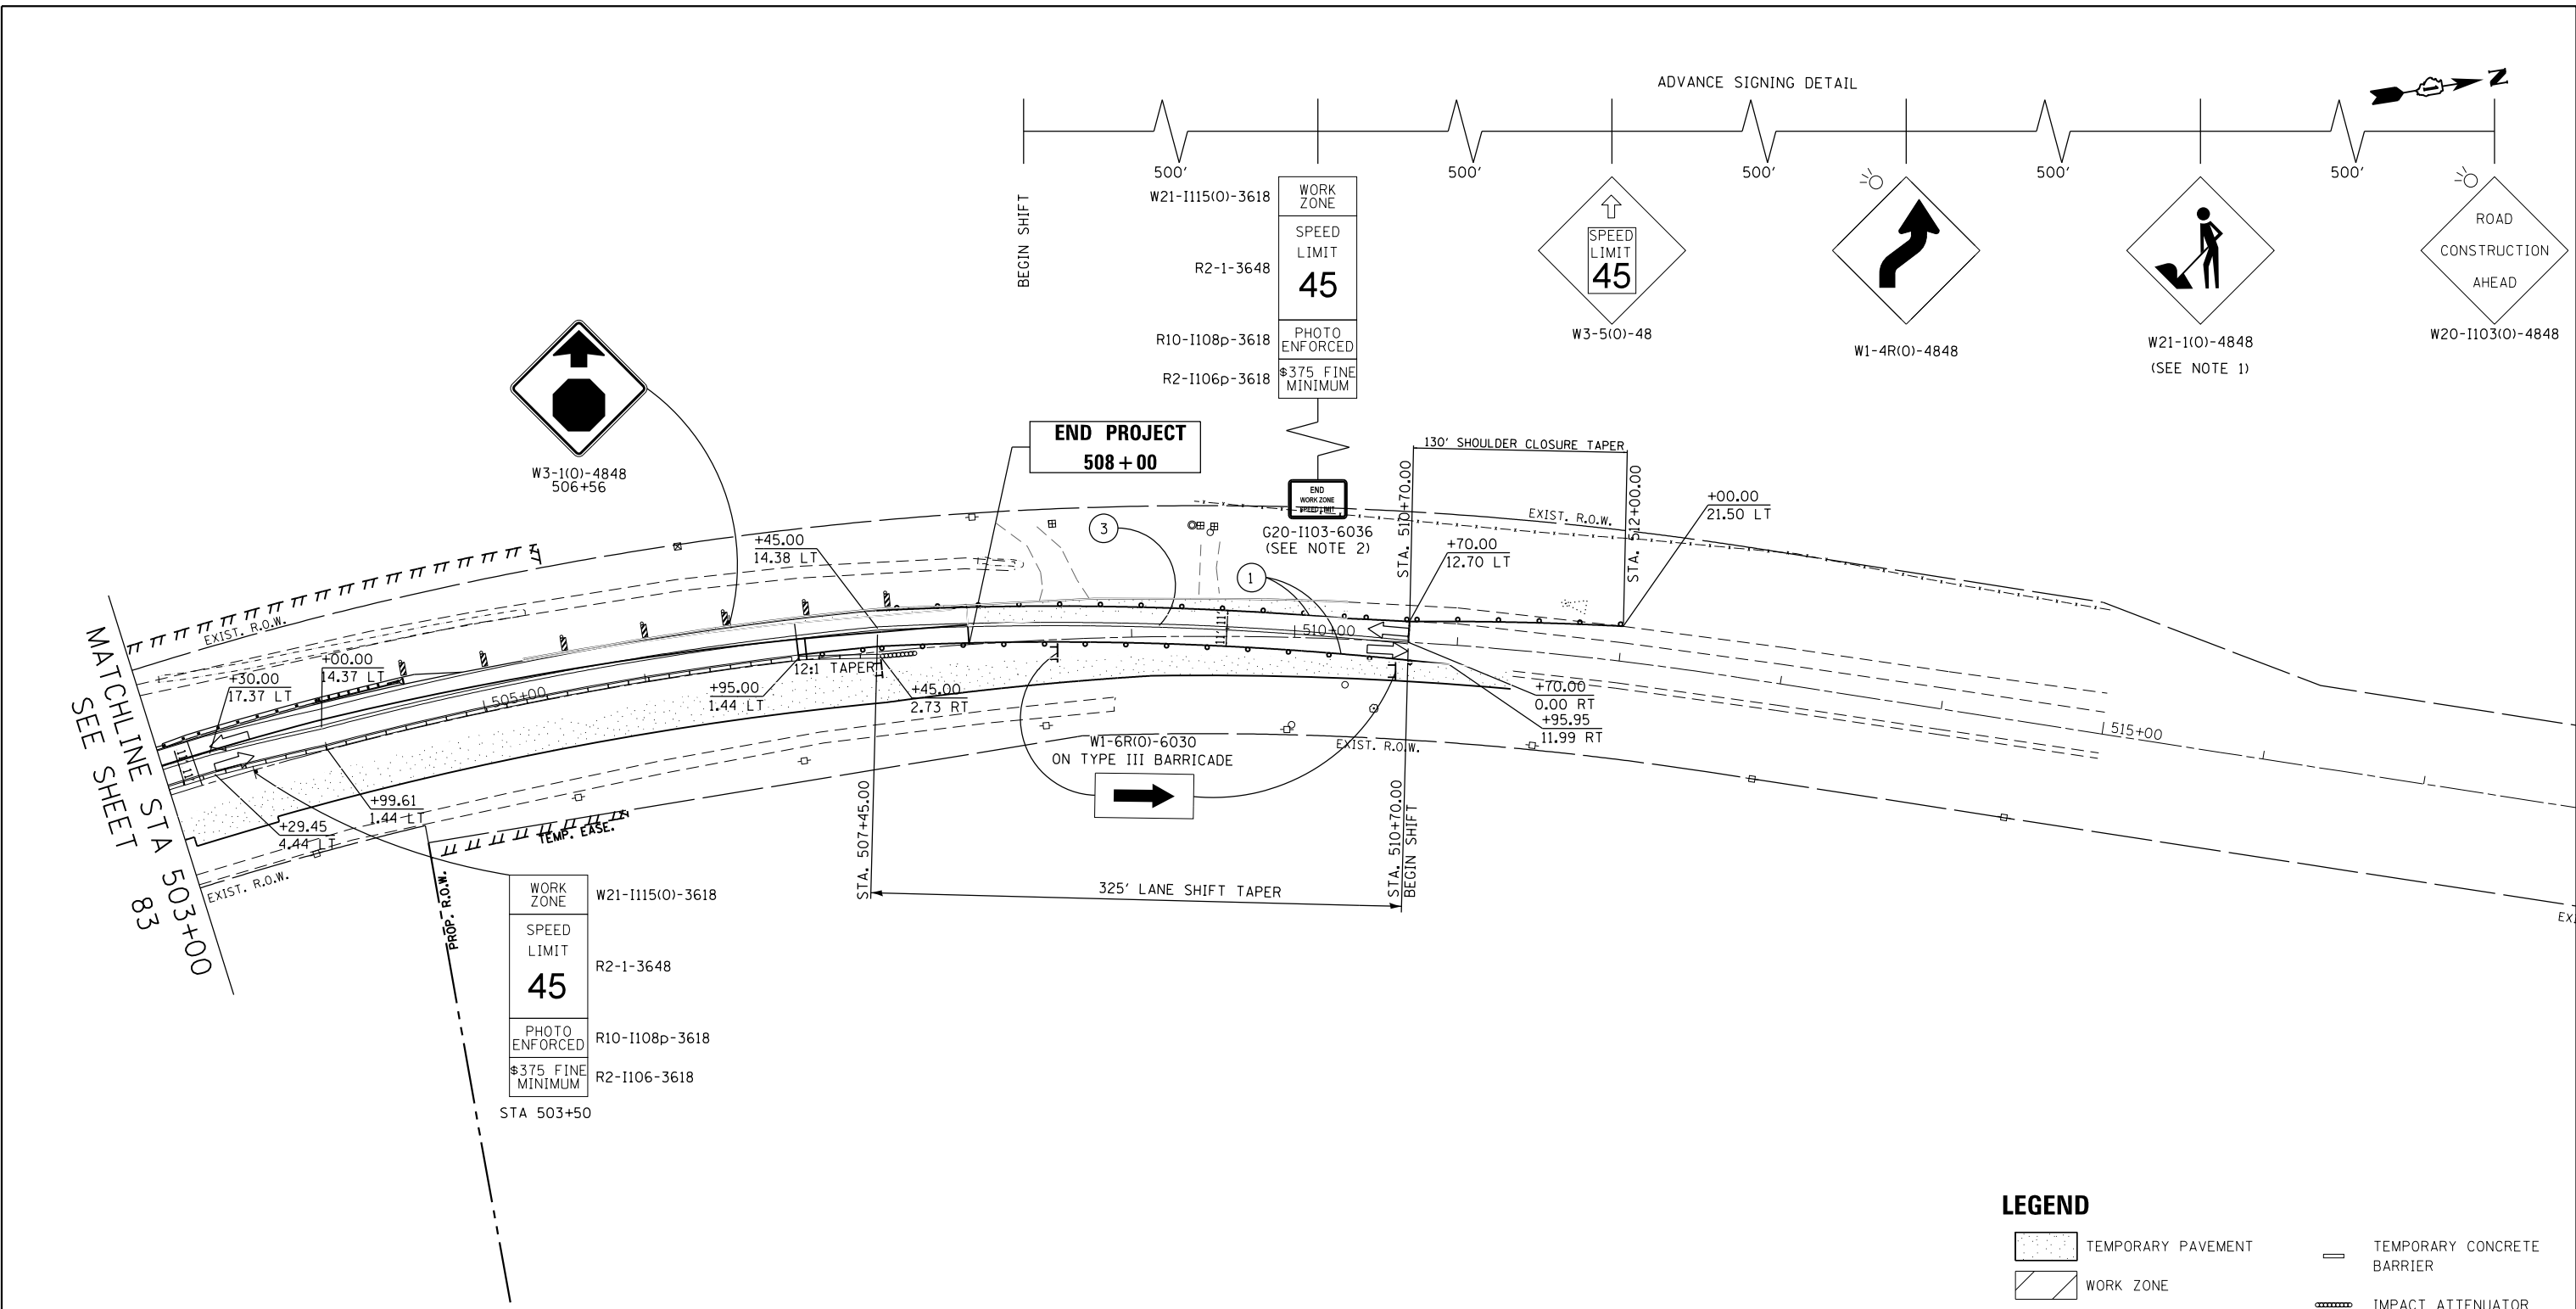 ADVANCE SIGNING DETAIL
N
500'
500'
500'
500'
500'
BEGIN SHIFT
W21-I115(O)-3618
WORK
ZONE
R2-1-3648
SPEED
LIMIT
45
R10-I108p-3618
PHOTO
ENFORCED
R2-I106p-3618
$375 FINE
MINIMUM
SPEED
LIMIT
45
W3-5(O)-48
W1-4R(O)-4848
W21-1(O)-4848
(SEE NOTE 1)
ROAD
CONSTRUCTION
AHEAD
W20-I103(O)-4848
W3-1(O)-4848
506+56
END PROJECT
508+00
END
WORK ZONE
SPEED LIMIT
G20-I103-6036
(SEE NOTE 2)
130' SHOULDER CLOSURE TAPER
STA. 510+70.00
STA. 512+00.00
+00.00
21.50 LT
EXIST. R.O.W.
+70.00
12.70 LT
3
1
+45.00
14.38 LT
EXIST. R.O.W.
+00.00
14.37 LT
+30.00
17.37 LT
505+00
510+00
515+00
11' 11'
11' 11'
12:1 TAPER
+95.00
1.44 LT
+45.00
2.73 RT
+70.00
0.00 RT
+95.95
11.99 RT
EXIST. R.O.W.
W1-6R(O)-6030
ON TYPE III BARRICADE
+99.61
1.44 LT
+29.45
4.44 LT
TEMP. EASE.
EXIST. R.O.W.
PROP. R.O.W.
MATCHLINE STA 503+00
SEE SHEET 83
STA. 507+45.00
STA. 510+70.00
BEGIN SHIFT
325' LANE SHIFT TAPER
WORK
ZONE
W21-I115(O)-3618
SPEED
LIMIT
45
R2-1-3648
PHOTO
ENFORCED
R10-I108p-3618
$375 FINE
MINIMUM
R2-I106-3618
STA 503+50
LEGEND
TEMPORARY PAVEMENT
WORK ZONE
TEMPORARY CONCRETE
BARRIER
IMPACT ATTENUATOR